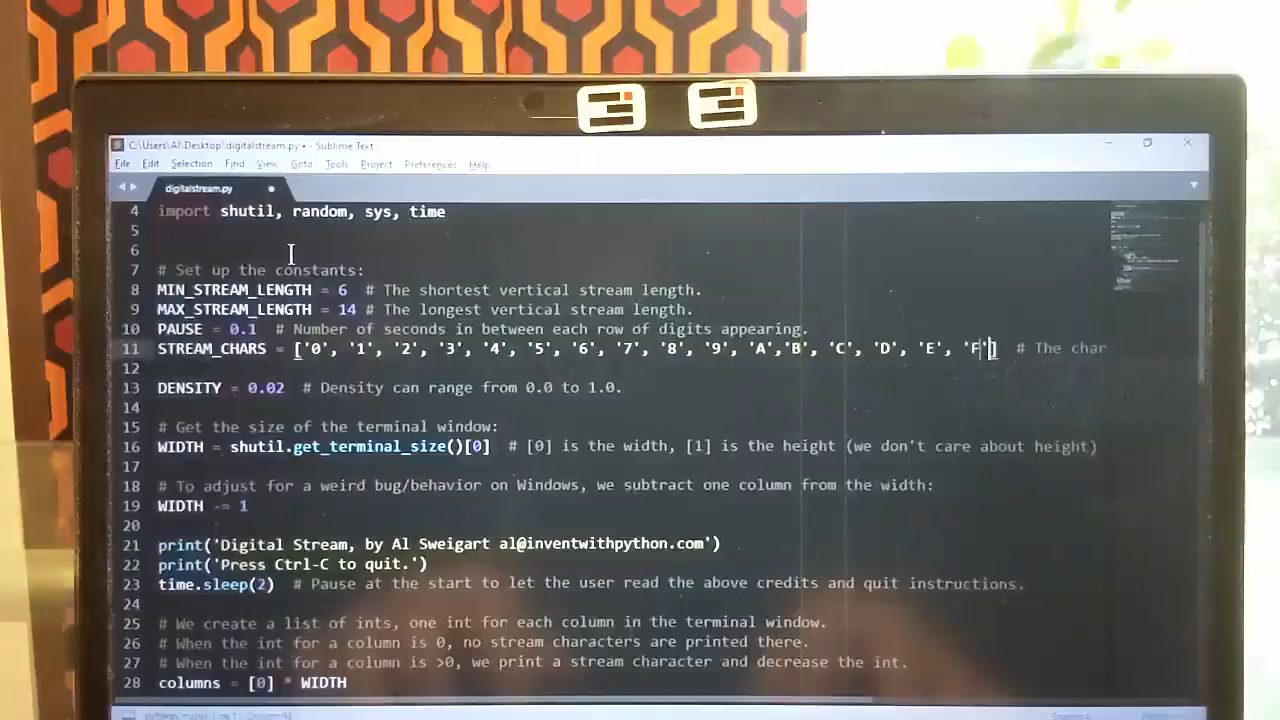 C:\Users\Al\Desktop\digitalstream.py • - Sublime Text
File Edit Selection Find View Goto Tools Project Preferences Help
digitalstream.py
4 import shutil, random, sys, time
5
6
7 # Set up the constants:
8 MIN_STREAM_LENGTH = 6  # The shortest vertical stream length.
9 MAX_STREAM_LENGTH = 14  # The longest vertical stream length.
10 PAUSE = 0.1  # Number of seconds in between each row of digits appearing.
11 STREAM_CHARS = ['0', '1', '2', '3', '4', '5', '6', '7', '8', '9', 'A','B', 'C', 'D', 'E', 'F']  # The char
12
13 DENSITY = 0.02  # Density can range from 0.0 to 1.0.
14
15 # Get the size of the terminal window:
16 WIDTH = shutil.get_terminal_size()[0]  # [0] is the width, [1] is the height (we don't care about height)
17
18 # To adjust for a weird bug/behavior on Windows, we subtract one column from the width:
19 WIDTH -= 1
20
21 print('Digital Stream, by Al Sweigart al@inventwithpython.com')
22 print('Press Ctrl-C to quit.')
23 time.sleep(2)  # Pause at the start to let the user read the above credits and quit instructions.
24
25 # We create a list of ints, one int for each column in the terminal window.
26 # When the int for a column is 0, no stream characters are printed there.
27 # When the int for a column is >0, we print a stream character and decrease the int.
28 columns = [0] * WIDTH